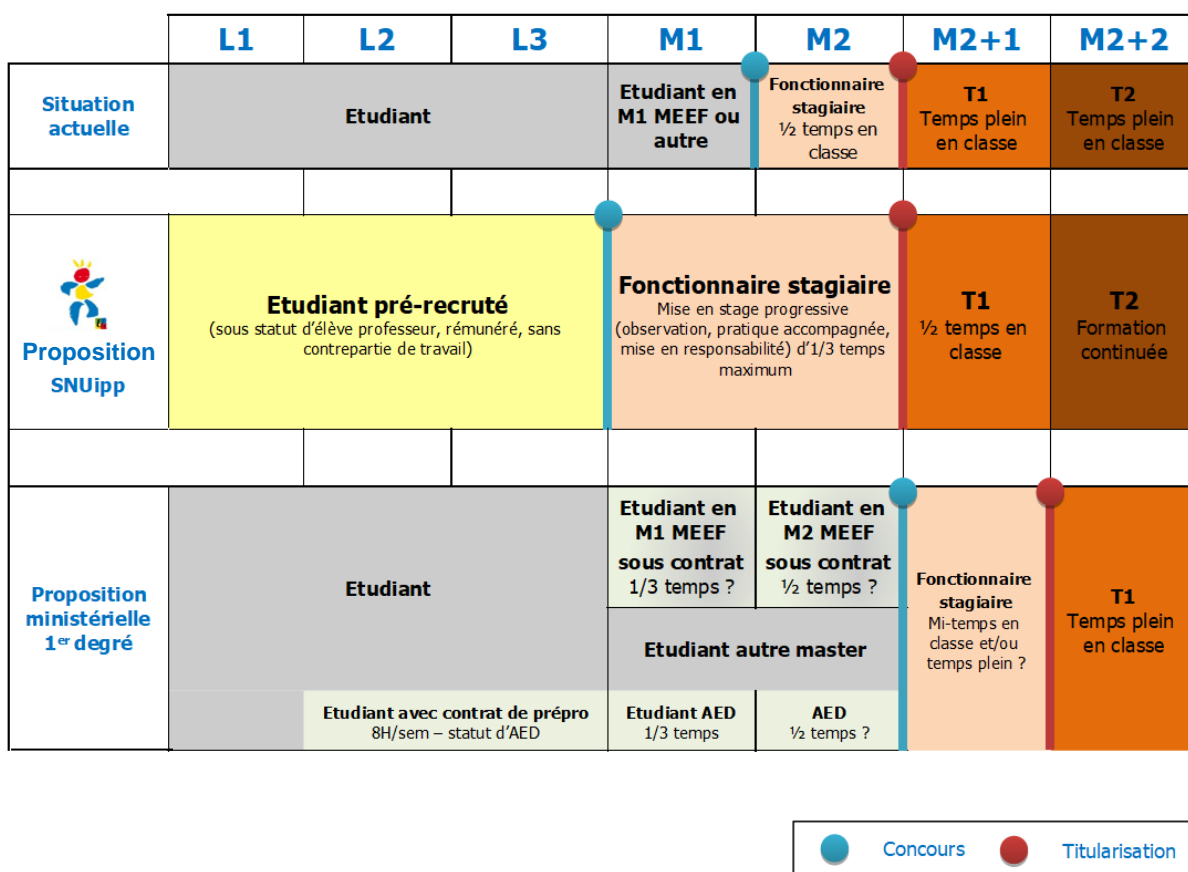 L1 L2 L3 M1 M2 M2+1 M2+2
Situation
actuelle
Etudiant
Etudiant en
M1 MEEF ou
autre
Fonctionnaire
stagiaire
½ temps en
classe
T1
Temps plein
en classe
T2
Temps plein
en classe
Proposition
SNUipp
Etudiant pré-recruté
(sous statut d'élève professeur, rémunéré, sans
contrepartie de travail)
Fonctionnaire stagiaire
Mise en stage progressive
(observation, pratique accompagnée,
mise en responsabilité) d'1/3 temps
maximum
T1
½ temps en
classe
T2
Formation
continuée
Proposition
ministérielle
1er degré
Etudiant
Etudiant en
M1 MEEF
sous contrat
1/3 temps ?
Etudiant en
M2 MEEF
sous contrat
½ temps ?
Etudiant autre master
Etudiant avec contrat de prépro
8H/sem – statut d'AED
Etudiant AED
1/3 temps
AED
½ temps ?
Fonctionnaire
stagiaire
Mi-temps en
classe et/ou
temps plein ?
T1
Temps plein
en classe
Concours
Titularisation